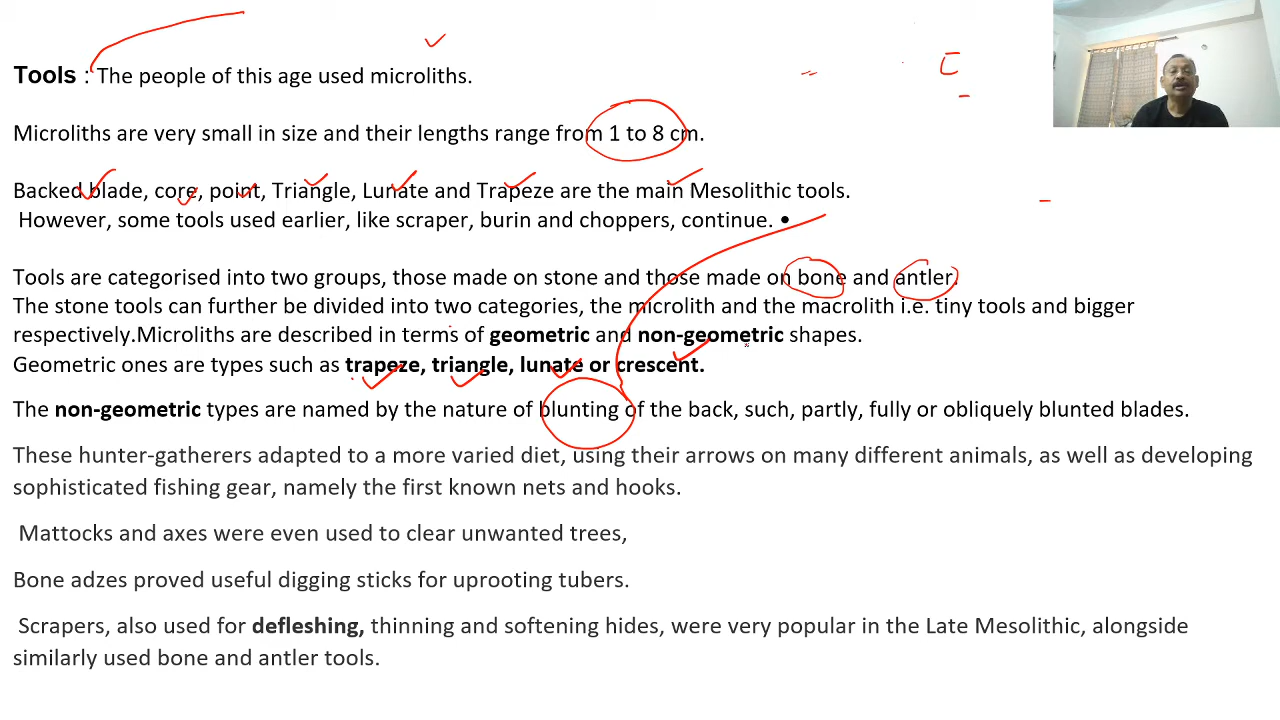 Tools : The people of this age used microliths.
Microliths are very small in size and their lengths range from 1 to 8 cm.
Backed blade, core, point, Triangle, Lunate and Trapeze are the main Mesolithic tools.
However, some tools used earlier, like scraper, burin and choppers, continue. •
Tools are categorised into two groups, those made on stone and those made on bone and antler.
The stone tools can further be divided into two categories, the microlith and the macrolith i.e. tiny tools and bigger
respectively.Microliths are described in terms of geometric and non-geometric shapes.
Geometric ones are types such as trapeze, triangle, lunate or crescent.
The non-geometric types are named by the nature of blunting of the back, such, partly, fully or obliquely blunted blades.
These hunter-gatherers adapted to a more varied diet, using their arrows on many different animals, as well as developing
sophisticated fishing gear, namely the first known nets and hooks.
Mattocks and axes were even used to clear unwanted trees,
Bone adzes proved useful digging sticks for uprooting tubers.
Scrapers, also used for defleshing, thinning and softening hides, were very popular in the Late Mesolithic, alongside
similarly used bone and antler tools.